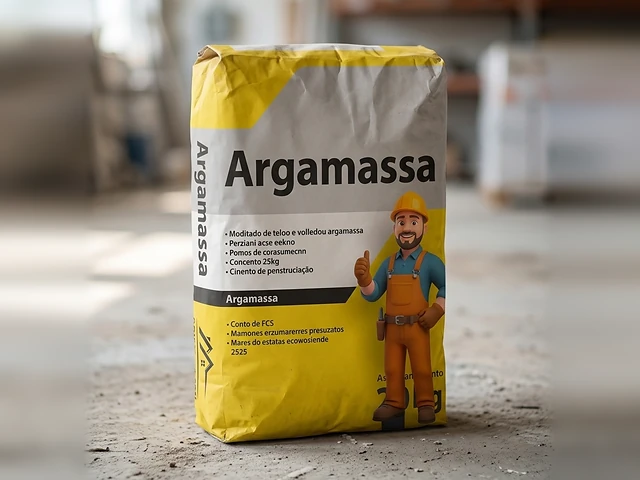 Argamassa
Argamassa
• Moditado de teloo e volledou argamassa
• Perziani acse eekno
• Pomos de corasumecnn
• Concento 25kg
• Cinento de penstruciação
Argamassa
• Conto de FCS
• Mamones erzumarerres presuzatos
• Mares do estatas ecowosiende
2525